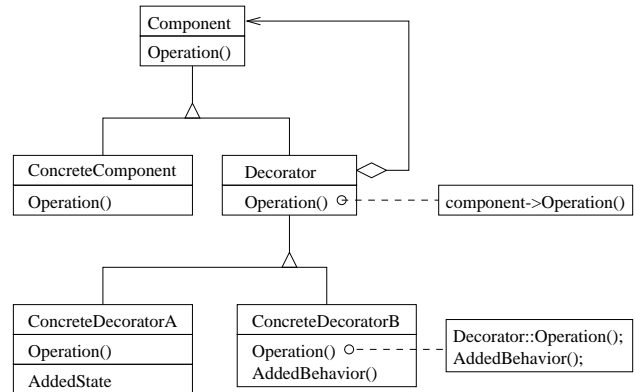 Component
Operation()
ConcreteComponent
Operation()
Decorator
Operation()
component->Operation()
ConcreteDecoratorA
Operation()
AddedState
ConcreteDecoratorB
Operation()
AddedBehavior()
Decorator::Operation();
AddedBehavior();